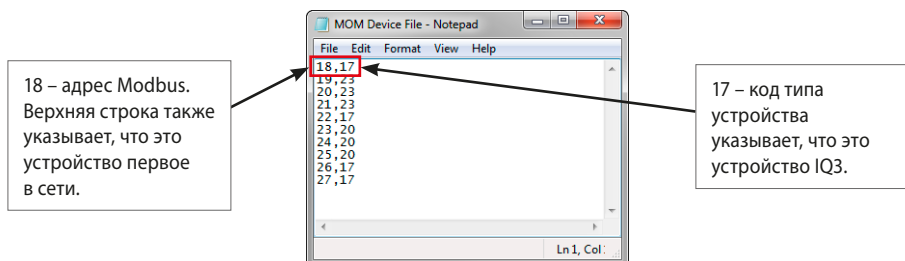 MOM Device File - Notepad
File Edit Format View Help
18,17
19,23
20,23
21,23
22,17
23,20
24,20
25,20
26,17
27,17
Ln 1, Col
18 – адрес Modbus.
Верхняя строка также
указывает, что это
устройство первое
в сети.
17 – код типа
устройства
указывает, что это
устройство IQ3.